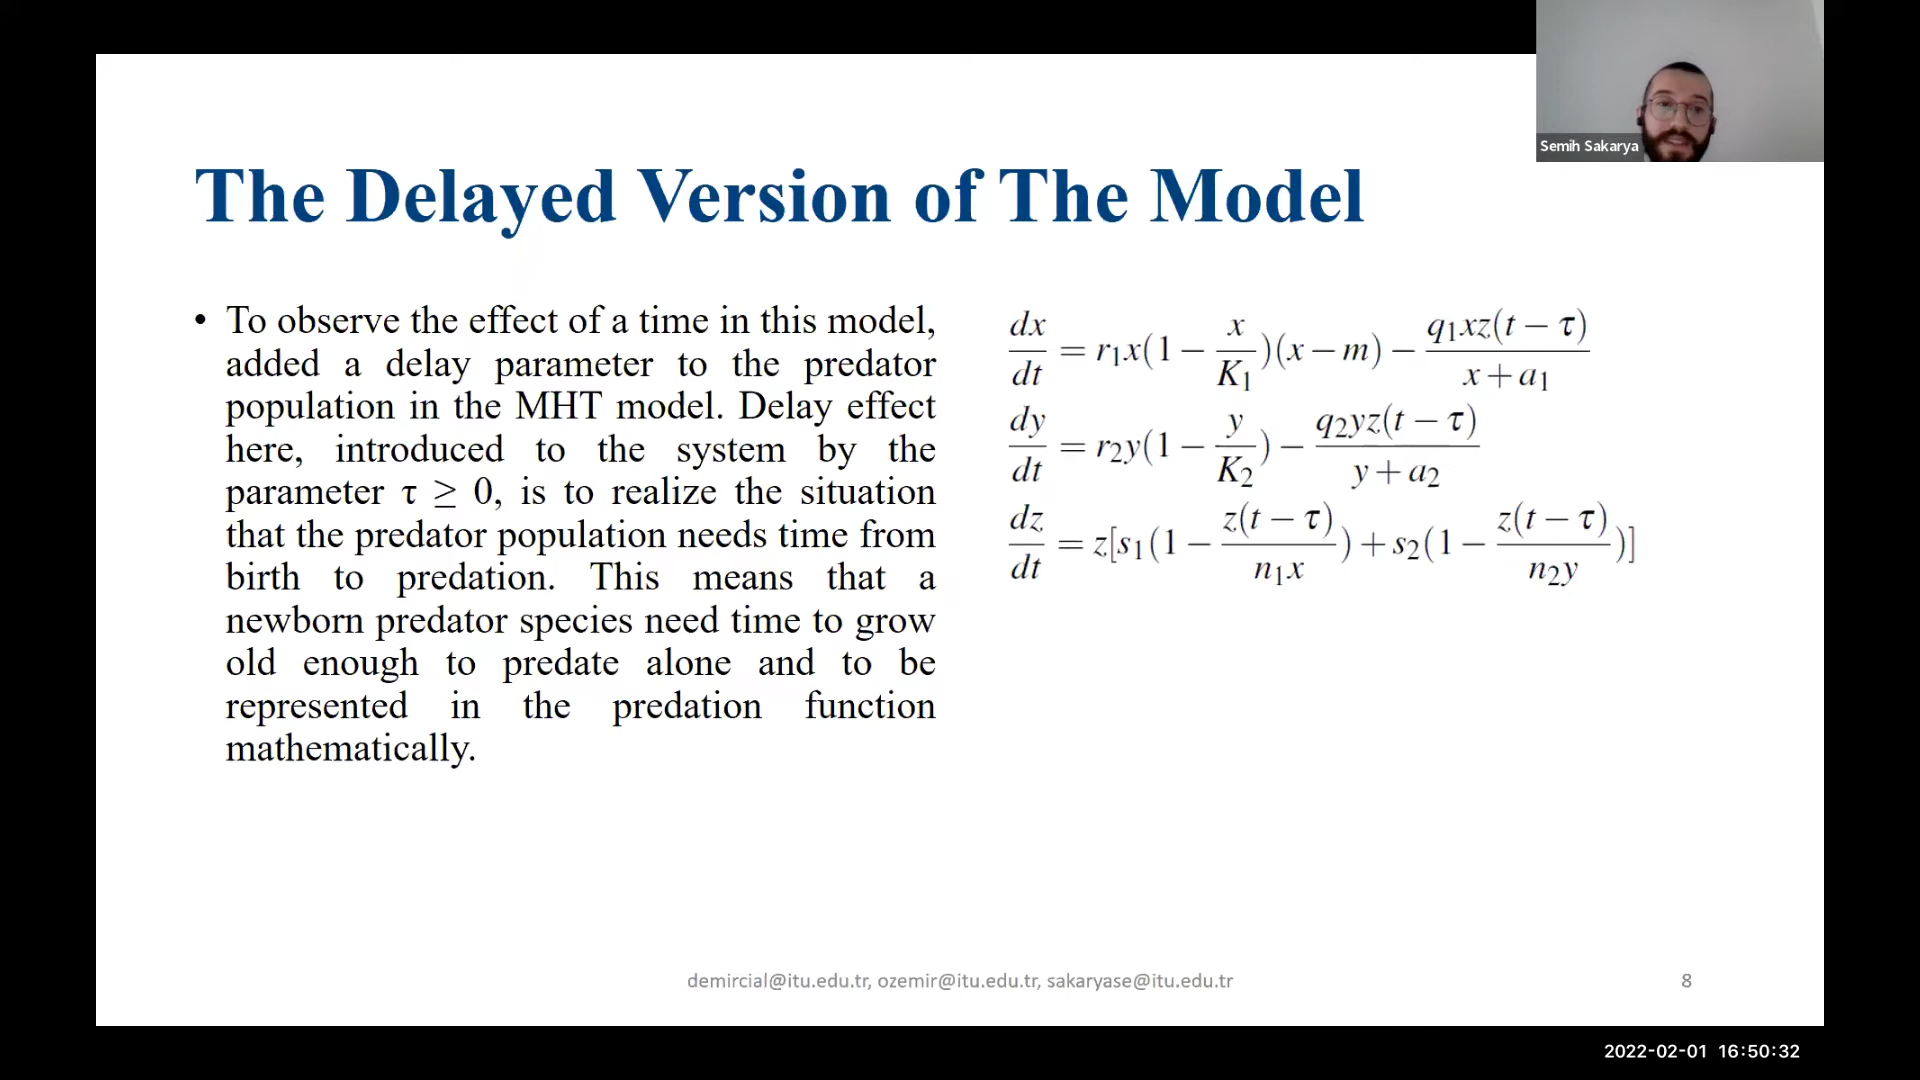 Semih Sakarya
The Delayed Version of The Model
• To observe the effect of a time in this model,
added a delay parameter to the predator
population in the MHT model. Delay effect
here, introduced to the system by the
parameter τ ≥ 0, is to realize the situation
that the predator population needs time from
birth to predation. This means that a
newborn predator species need time to grow
old enough to predate alone and to be
represented in the predation function
mathematically.
dx/dt = r₁x(1 − x/K₁)(x − m) − q₁xz(t − τ)/(x + a₁)
dy/dt = r₂y(1 − y/K₂) − q₂yz(t − τ)/(y + a₂)
dz/dt = z[s₁(1 − z(t − τ)/(n₁x)) + s₂(1 − z(t − τ)/(n₂y))]
demircial@itu.edu.tr, ozemir@itu.edu.tr, sakaryase@itu.edu.tr
8
2022-02-01 16:50:32